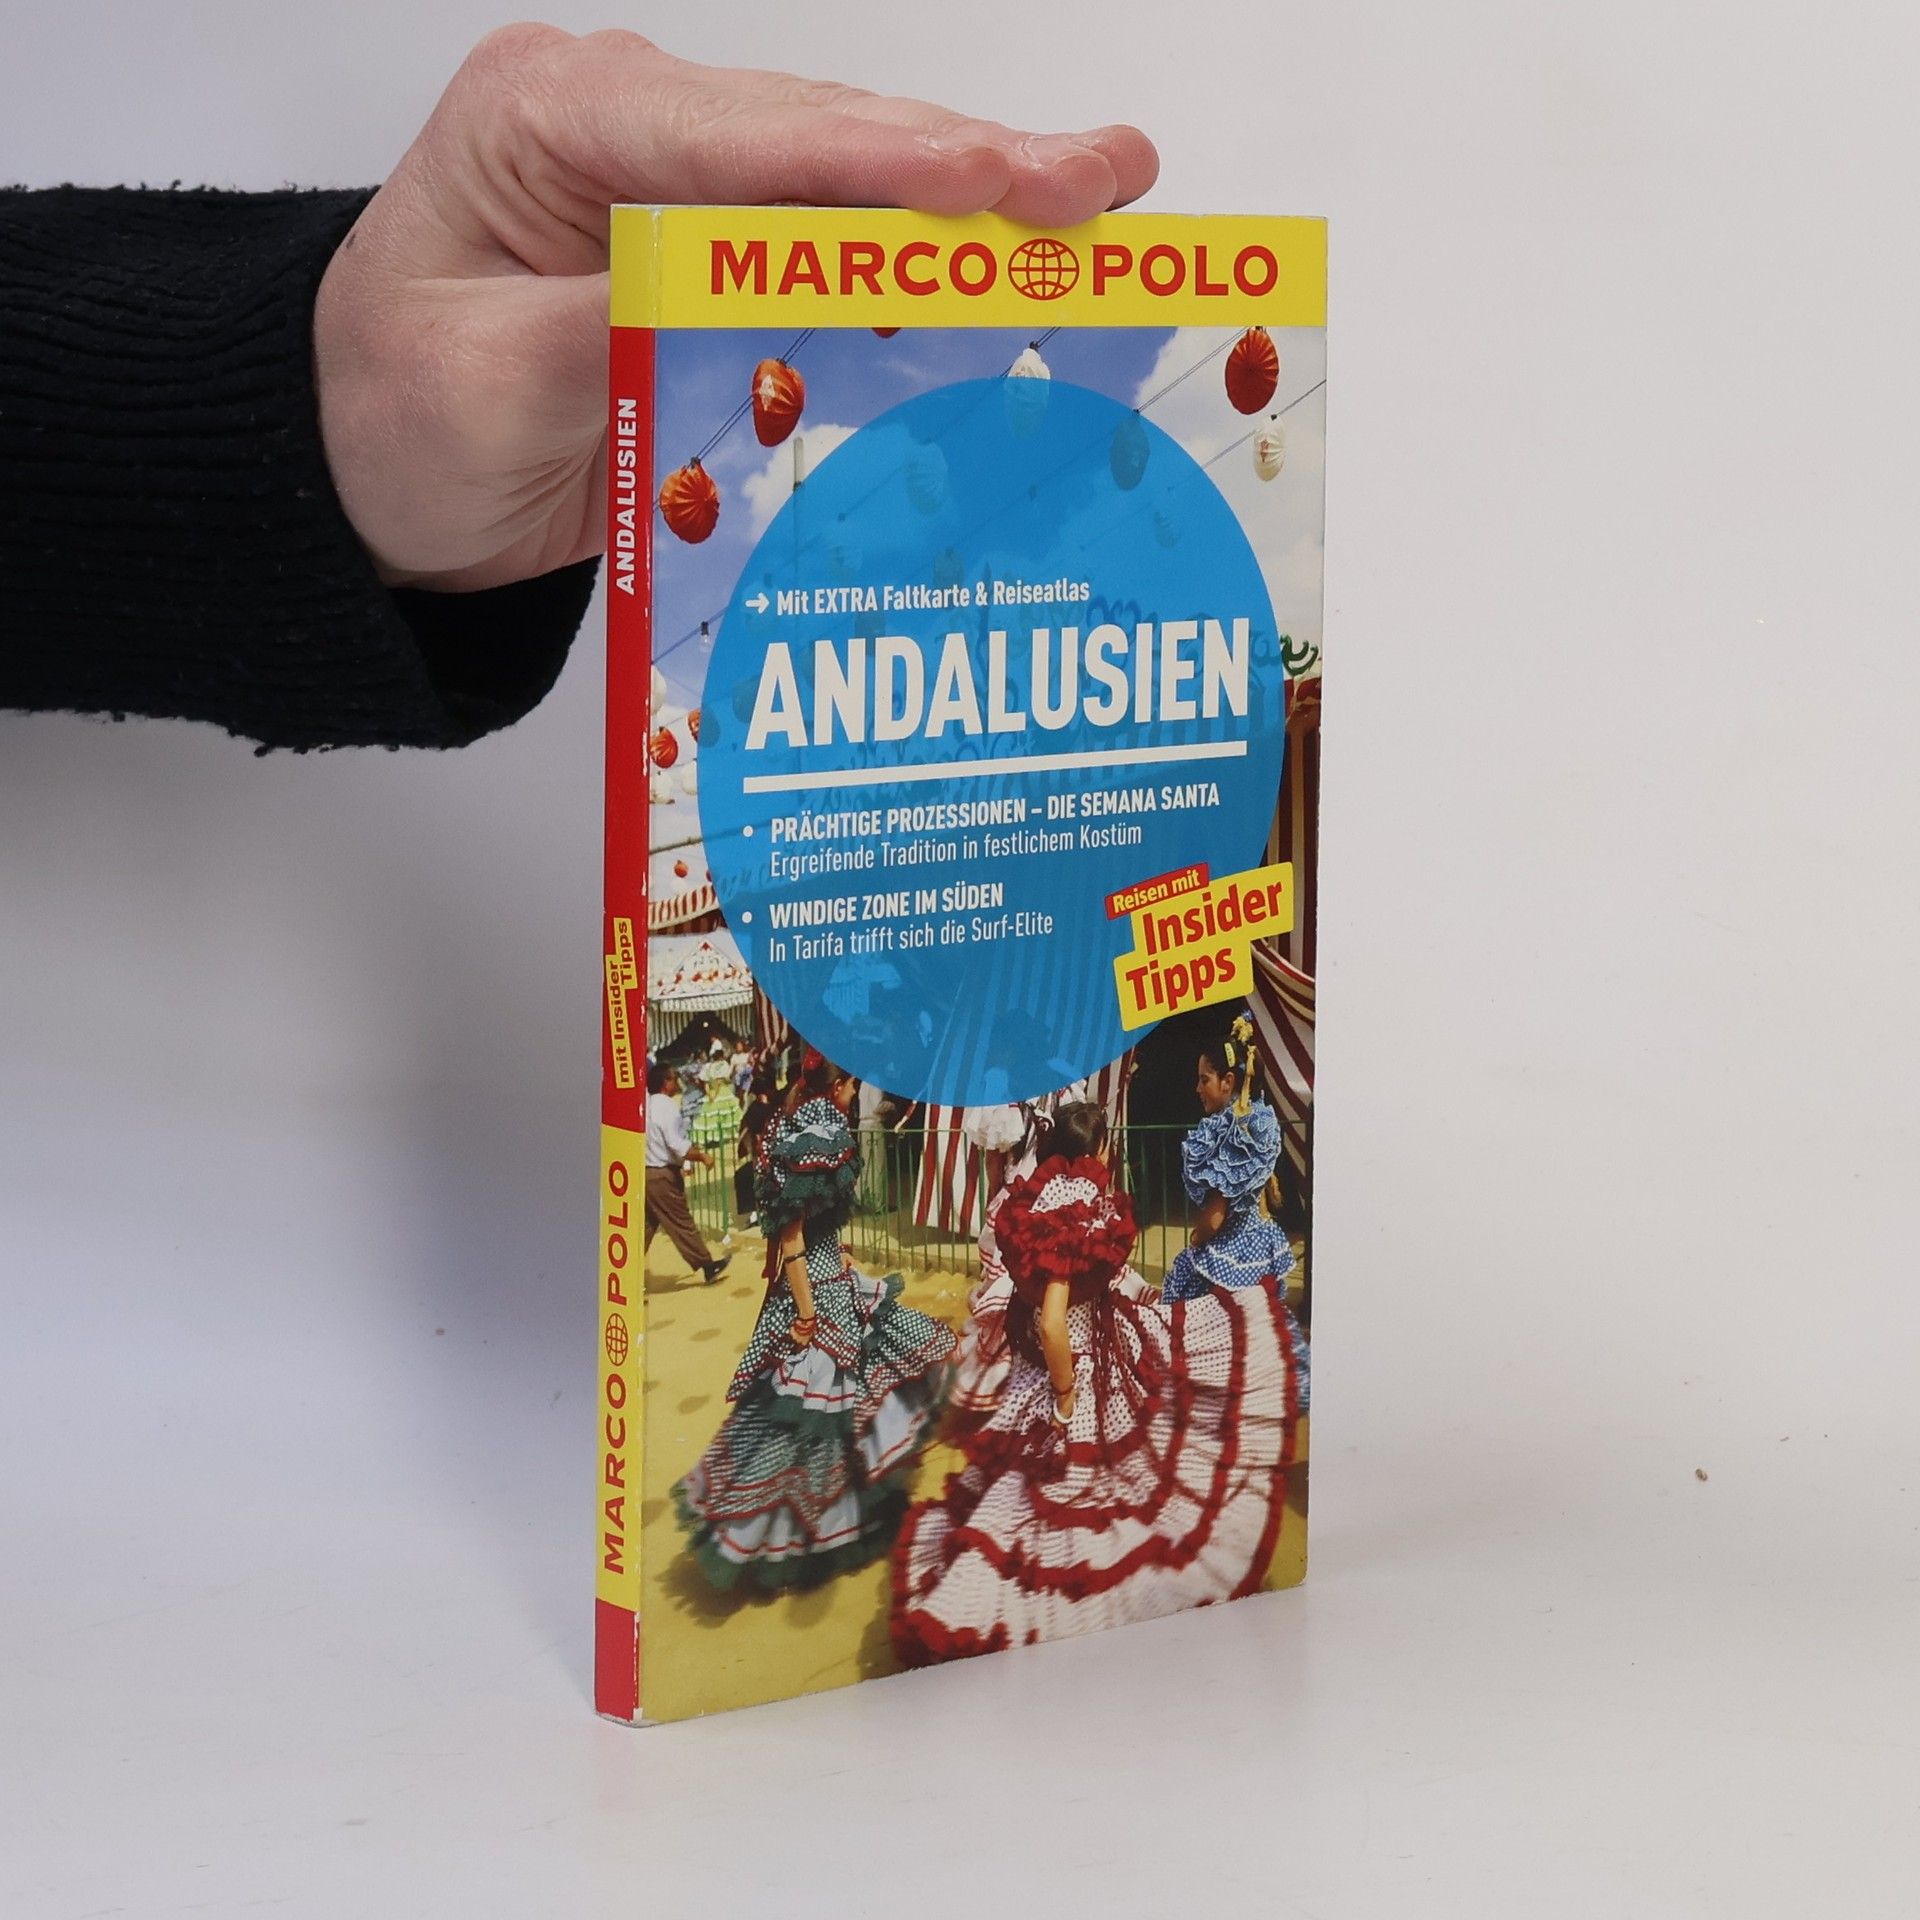 MARCO POLO
→ Mit EXTRA Faltkarte & Reiseatlas
ANDALUSIEN
• PRÄCHTIGE PROZESSIONEN – DIE SEMANA SANTA
Ergreifende Tradition in festlichem Kostüm
• WINDIGE ZONE IM SÜDEN
In Tarifa trifft sich die Surf-Elite
Reisen mit
Insider
Tipps
ANDALUSIEN
mit Insider
Tipps
MARCO POLO